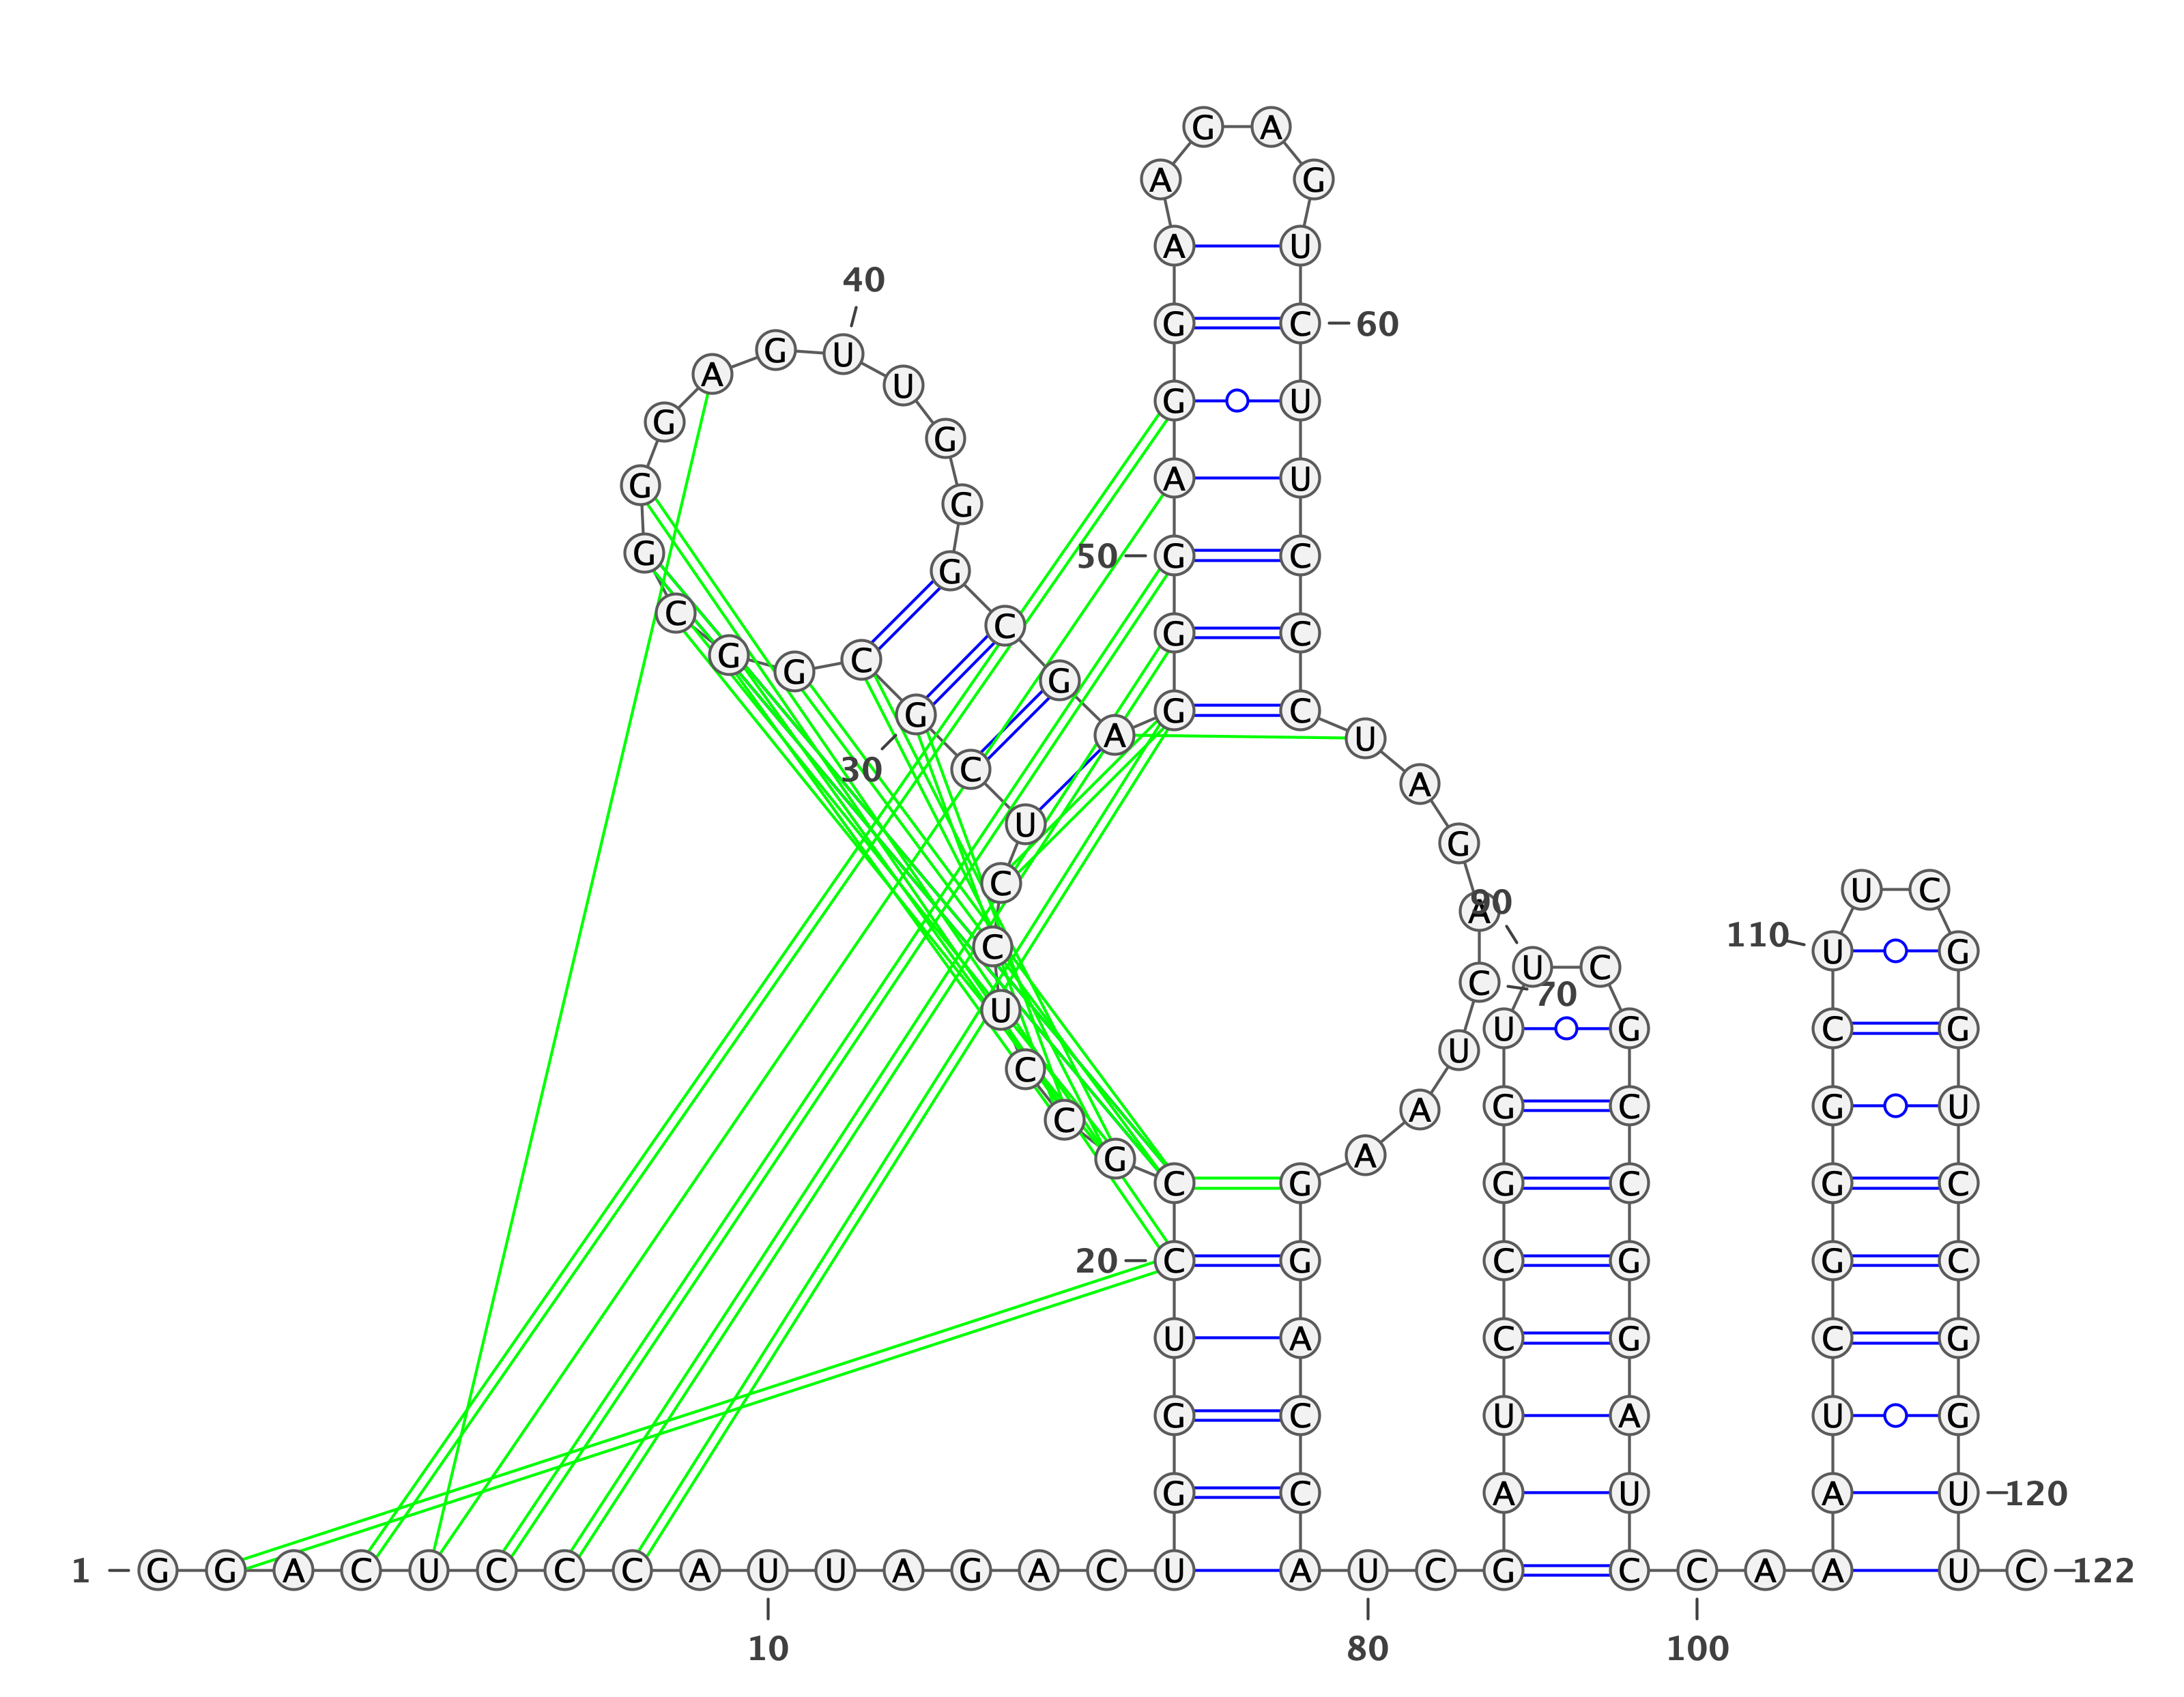 G A
A G
A U
40
G C 60
G U
A U
G U
G G
G A U
G
G 50 G C
G
C C G C
G C G
G G C
A U
C A
30
U
G
C
U C
90
A
110
C U G
U C
C 70
U
U G C G
C
A G C G U
C
G A
C G G C G C
20 C G C G G C
U A C G C G
G C U A U G
G C A U A U 120
1 G G A C U C C C A U U A G A C U A U C G C C A A U C 122
10 80 100